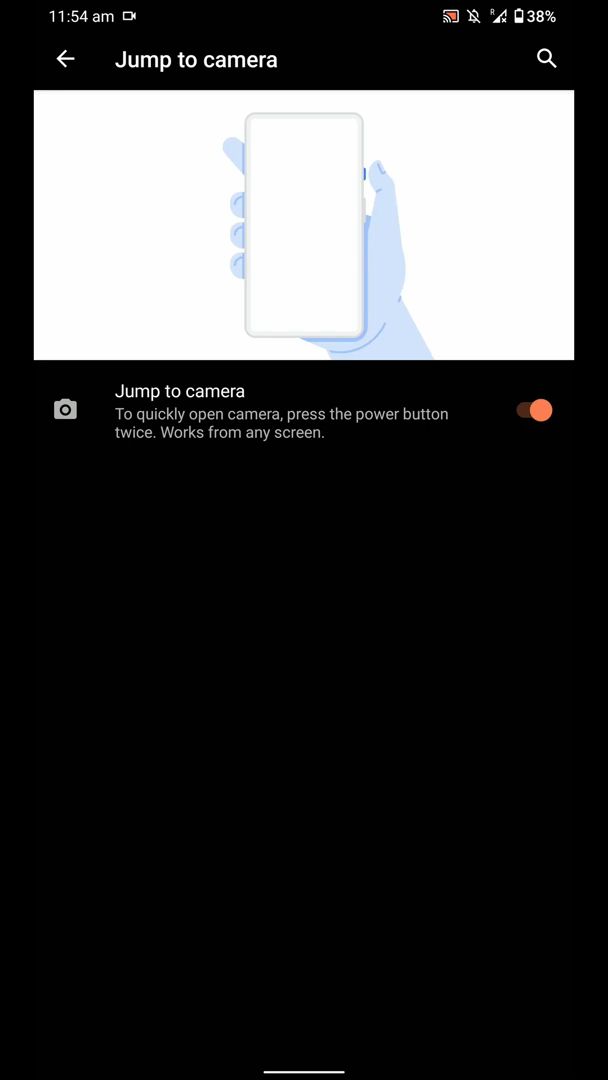 11:54 am R 38%
Jump to camera
Jump to camera
To quickly open camera, press the power button
twice. Works from any screen.